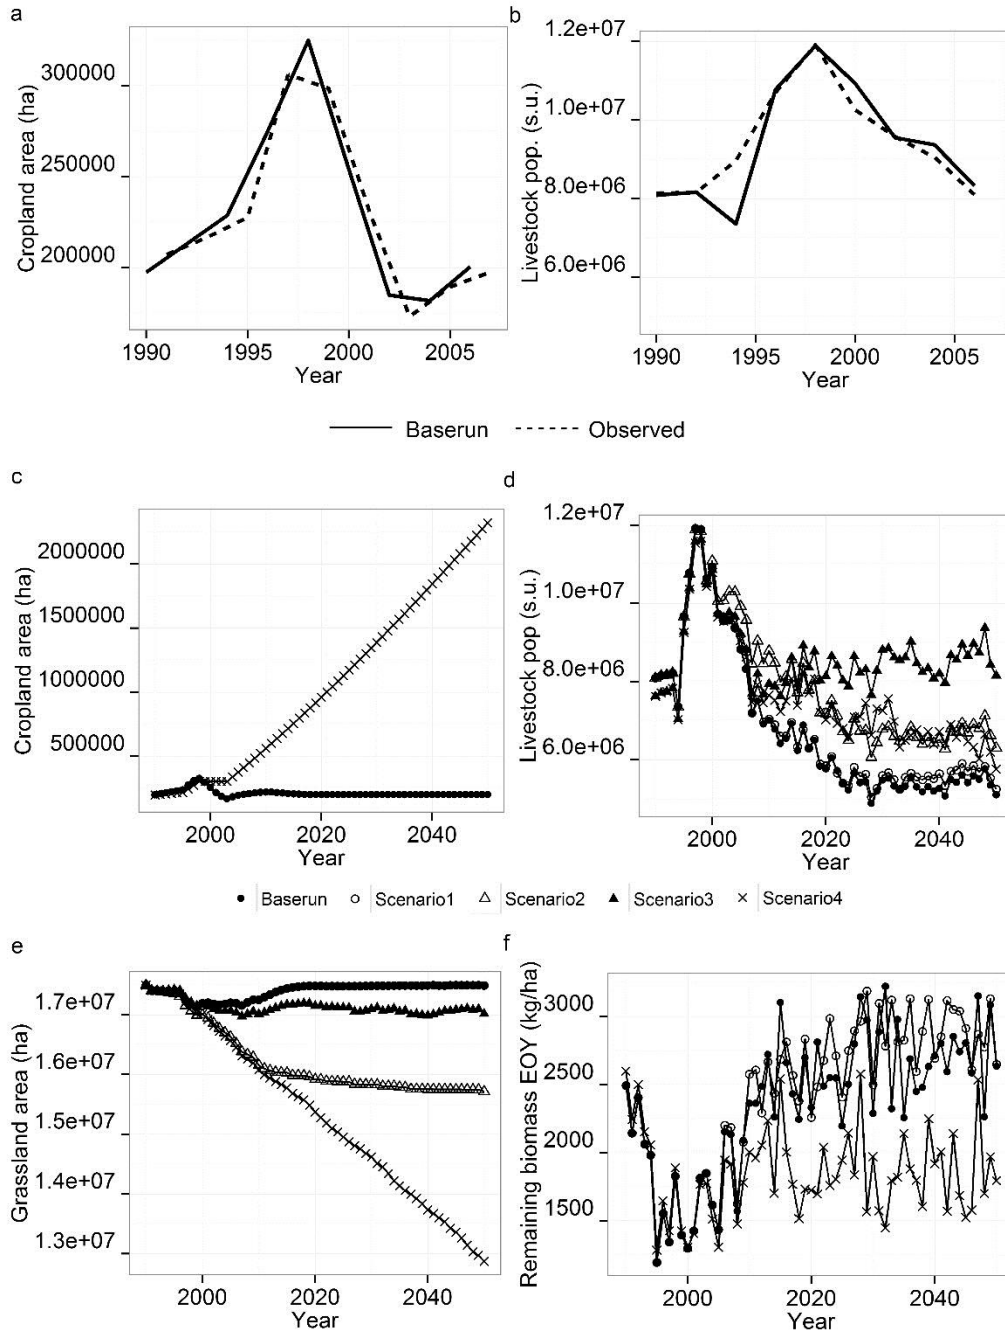 a
Cropland area (ha)
300000
250000
200000
1990 1995 2000 2005
Year
b
Livestock pop. (s.u.)
1.2e+07
1.0e+07
8.0e+06
6.0e+06
1990 1995 2000 2005
Year
Baserun Observed
c
Cropland area (ha)
2000000
1500000
1000000
500000
2000 2020 2040
Year
d
Livestock pop (s.u.)
1.2e+07
1.0e+07
8.0e+06
6.0e+06
2000 2020 2040
Year
Baserun Scenario1 Scenario2 Scenario3 Scenario4
e
Grassland area (ha)
1.7e+07
1.6e+07
1.5e+07
1.4e+07
1.3e+07
2000 2020 2040
Year
f
Remaining biomass EOY (kg/ha)
3000
2500
2000
1500
2000 2020 2040
Year